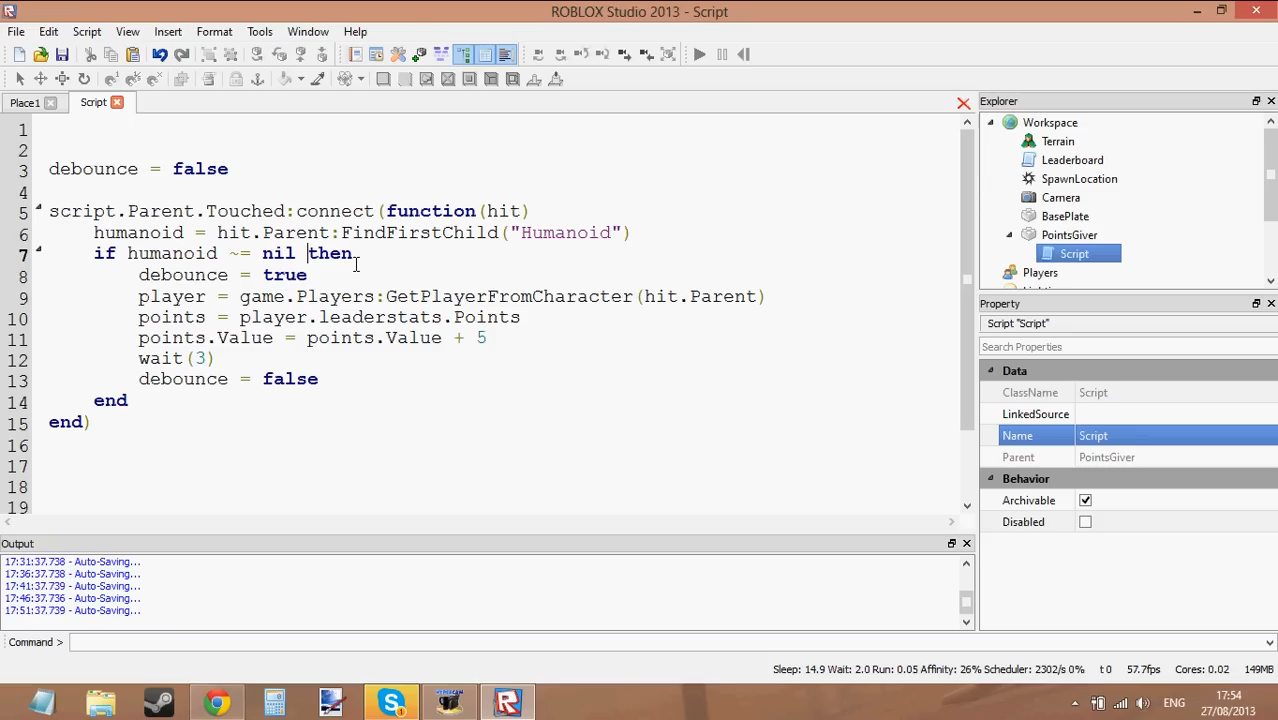 ROBLOX Studio 2013 - Script
File Edit Script View Insert Format Tools Window Help
Place1 Script
1
2
3 debounce = false
4
5 script.Parent.Touched:connect(function(hit)
6 humanoid = hit.Parent:FindFirstChild("Humanoid")
7 if humanoid ~= nil then
8 debounce = true
9 player = game.Players:GetPlayerFromCharacter(hit.Parent)
10 points = player.leaderstats.Points
11 points.Value = points.Value + 5
12 wait(3)
13 debounce = false
14 end
15 end)
16
17
18
19
Explorer
Workspace
Terrain
Leaderboard
SpawnLocation
Camera
BasePlate
PointsGiver
Script
Players
Property
Script "Script"
Search Properties
Data
ClassName Script
LinkedSource
Name Script
Parent PointsGiver
Behavior
Archivable
Disabled
Output
17:31:37.738 - Auto-Saving...
17:36:37.738 - Auto-Saving...
17:41:37.739 - Auto-Saving...
17:46:37.736 - Auto-Saving...
17:51:37.739 - Auto-Saving...
Command >
Sleep: 14.9 Wait: 2.0 Run: 0.05 Affinity: 26% Scheduler: 2302/s 0% t 0 57.7fps Cores: 0.02 149MB
ENG
17:54
27/08/2013